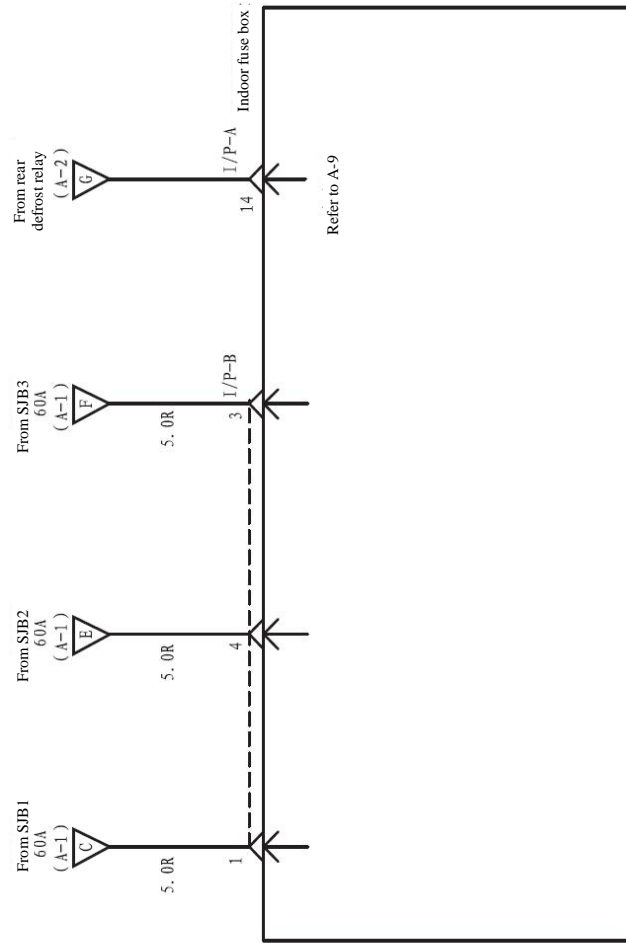 From SJB1
60A
(A-1)
C
5.0R
1
From SJB2
60A
(A-1)
E
5.0R
4
From SJB3
60A
(A-1)
F
5.0R
3
I/P-B
From rear
defrost relay
(A-2)
G
14
I/P-A
Indoor fuse box :
Refer to A-9